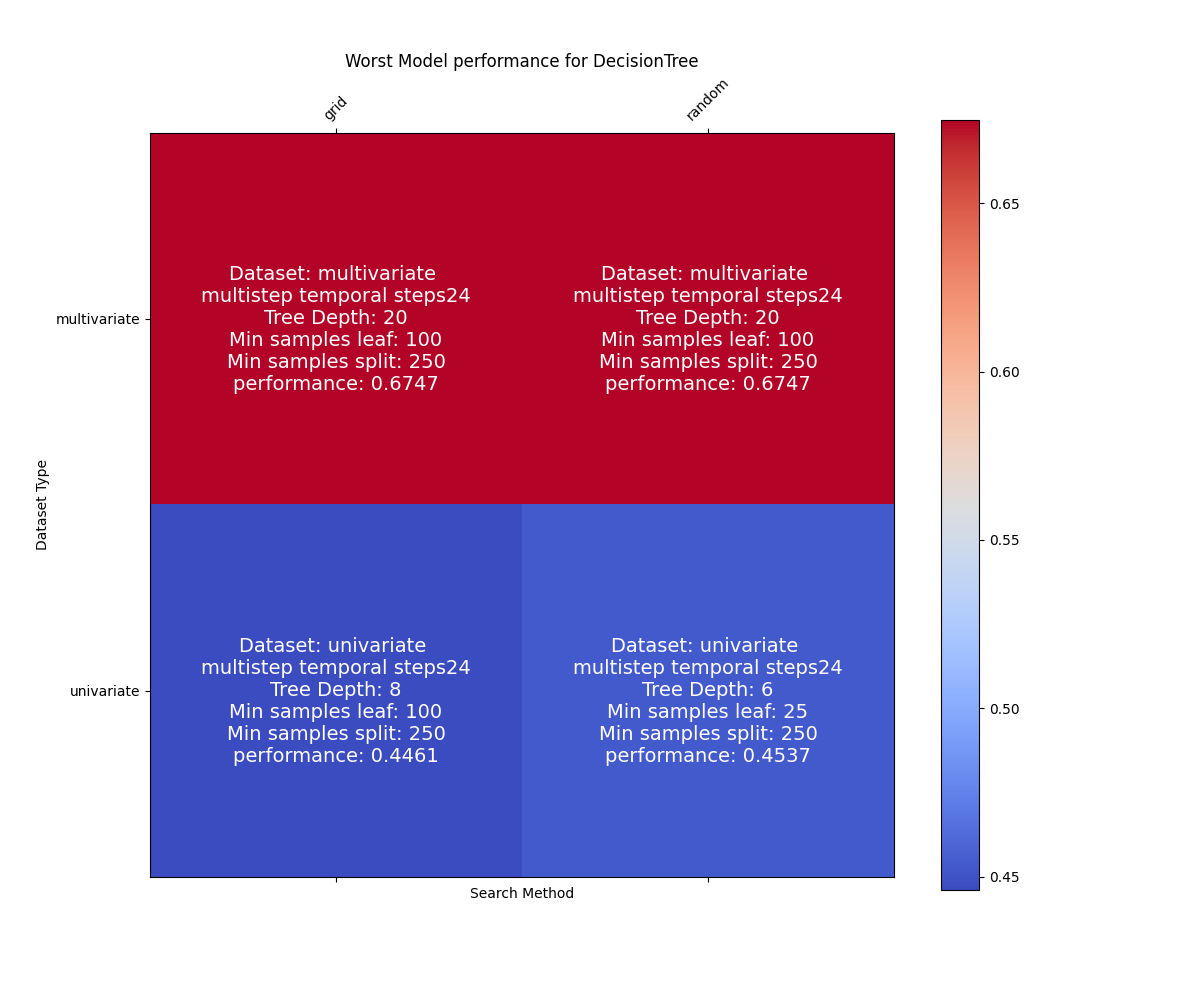 Worst Model performance for DecisionTree
grid
random
multivariate
univariate
Dataset Type
Dataset: multivariate
multistep temporal steps24
Tree Depth: 20
Min samples leaf: 100
Min samples split: 250
performance: 0.6747
Dataset: multivariate
multistep temporal steps24
Tree Depth: 20
Min samples leaf: 100
Min samples split: 250
performance: 0.6747
Dataset: univariate
multistep temporal steps24
Tree Depth: 8
Min samples leaf: 100
Min samples split: 250
performance: 0.4461
Dataset: univariate
multistep temporal steps24
Tree Depth: 6
Min samples leaf: 25
Min samples split: 250
performance: 0.4537
Search Method
0.65
0.60
0.55
0.50
0.45